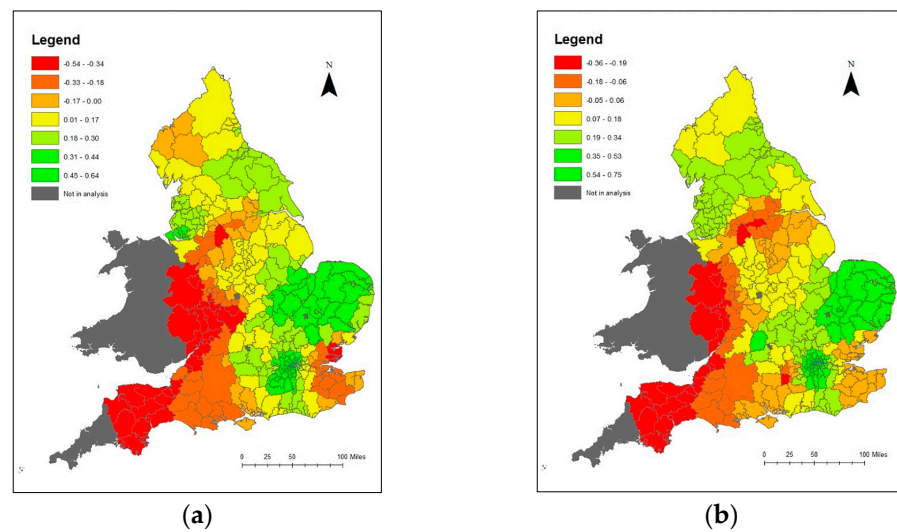 Legend
-0.54 - -0.34
-0.33 - -0.18
-0.17 - 0.00
0.01 - 0.17
0.18 - 0.30
0.31 - 0.44
0.45 - 0.64
Not in analysis
N
0 50 100 Miles
(a)
Legend
-0.36 - -0.19
-0.18 - -0.06
-0.05 - 0.06
0.07 - 0.18
0.19 - 0.34
0.35 - 0.53
0.54 - 0.75
Not in analysis
N
0 50 100 Miles
(b)